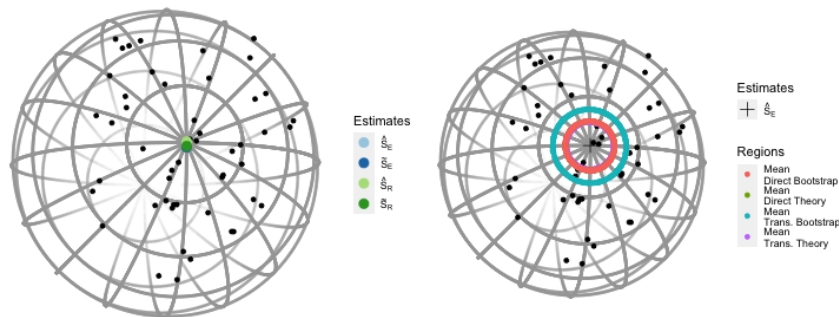 Estimates
Ŝ_E
S̃_E
Ŝ_R
S̃_R
Estimates
Ŝ_E
Regions
Mean
Direct Bootstrap
Mean
Direct Theory
Mean
Trans. Bootstrap
Mean
Trans. Theory